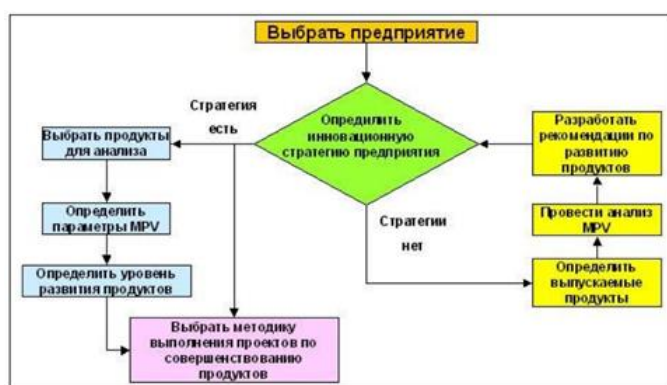 Выбрать предприятие
Стратегия
есть
Опредилить
инновационную
стратегию предприятия
Выбрать продукты
для анализа
Определить
параметры MPV
Определить уровень
развития продуктов
Выбрать методику
выполнения проектов по
совершенствованию
продуктов
Стратегии
нет
Разработать
рекомендации по
развитию
продуктов
Провести анализ
MPV
Определить
выпускаемые
продукты